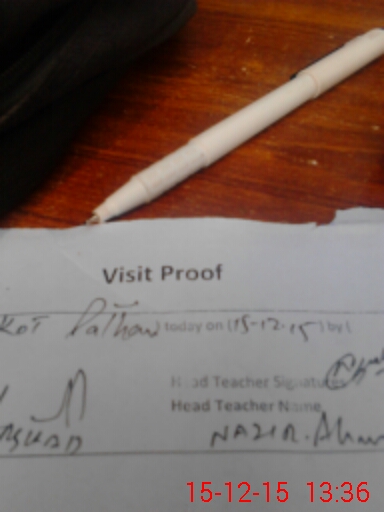 Visit Proof
KOT Pathan today on (15-12-15) by (
Head Teacher Signature
Head Teacher Name
NAZIR. Ahm
15-12-15 13:36